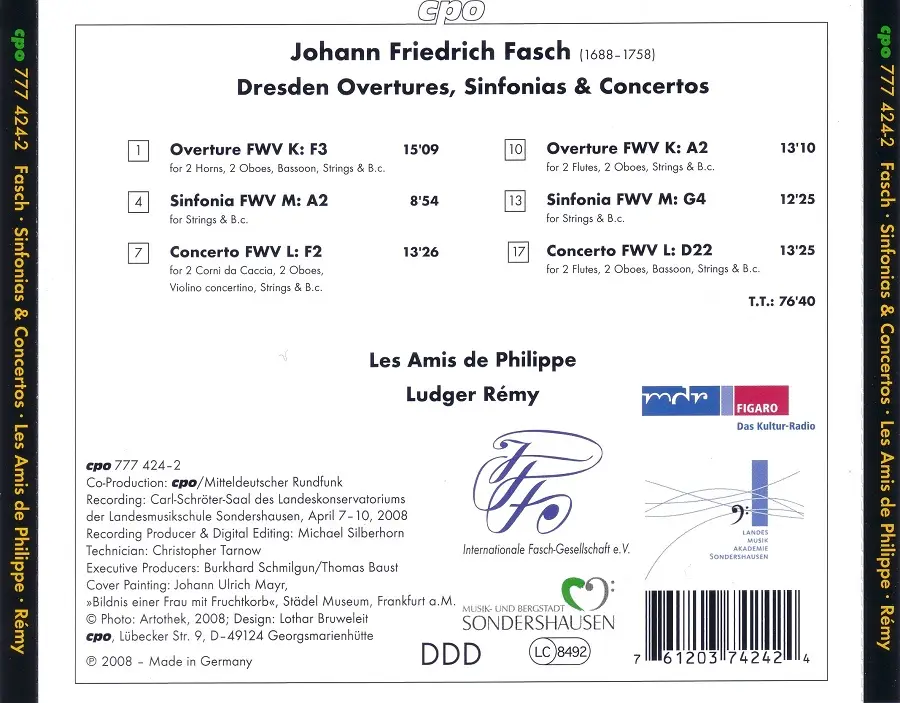 cpo
Johann Friedrich Fasch (1688–1758)
Dresden Overtures, Sinfonias & Concertos
1 Overture FWV K: F3 15'09
for 2 Horns, 2 Oboes, Bassoon, Strings & B.c.
4 Sinfonia FWV M: A2 8'54
for Strings & B.c.
7 Concerto FWV L: F2 13'26
for 2 Corni da Caccia, 2 Oboes,
Violino concertino, Strings & B.c.
10 Overture FWV K: A2 13'10
for 2 Flutes, 2 Oboes, Strings & B.c.
13 Sinfonia FWV M: G4 12'25
for Strings & B.c.
17 Concerto FWV L: D22 13'25
for 2 Flutes, 2 Oboes, Bassoon, Strings & B.c.
T.T.: 76'40
Les Amis de Philippe
Ludger Rémy
cpo 777 424–2
Co-Production: cpo/Mitteldeutscher Rundfunk
Recording: Carl-Schröter-Saal des Landeskonservatoriums
der Landesmusikschule Sondershausen, April 7–10, 2008
Recording Producer & Digital Editing: Michael Silberhorn
Technician: Christopher Tarnow
Executive Producers: Burkhard Schmilgun/Thomas Baust
Cover Painting: Johann Ulrich Mayr,
»Bildnis einer Frau mit Fruchtkorb«, Städel Museum, Frankfurt a.M.
© Photo: Artothek, 2008; Design: Lothar Bruweleit
cpo, Lübecker Str. 9, D–49124 Georgsmarienhütte
℗ 2008 – Made in Germany
JFF
Internationale Fasch-Gesellschaft e.V.
MUSIK- UND BERGSTADT
SONDERSHAUSEN
DDD
LC 8492
mdr FIGARO
Das Kultur-Radio
LANDES
MUSIK
AKADEMIE
SONDERSHAUSEN
7 61203 74242 4
cpo 777 424-2 Fasch · Sinfonias & Concertos · Les Amis de Philippe · Rémy
cpo 777 424-2 Fasch · Sinfonias & Concertos · Les Amis de Philippe · Rémy